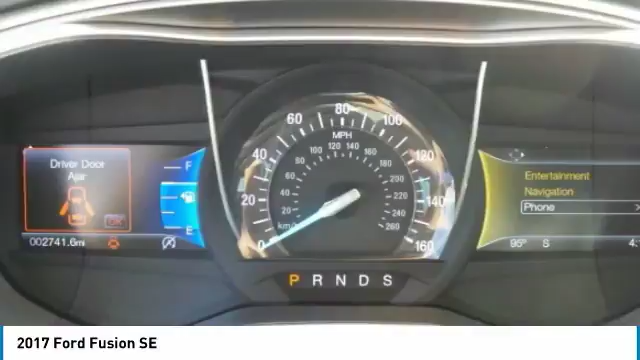 Driver Door
Ajar
OK
002741.6mi
F
E
0
20
40
60
80
100
120
140
160
MPH
km/h
20
40
60
80
100
120
140
160
180
200
220
240
260
P R N D S
Entertainment
Navigation
Phone
95° S
2017 Ford Fusion SE